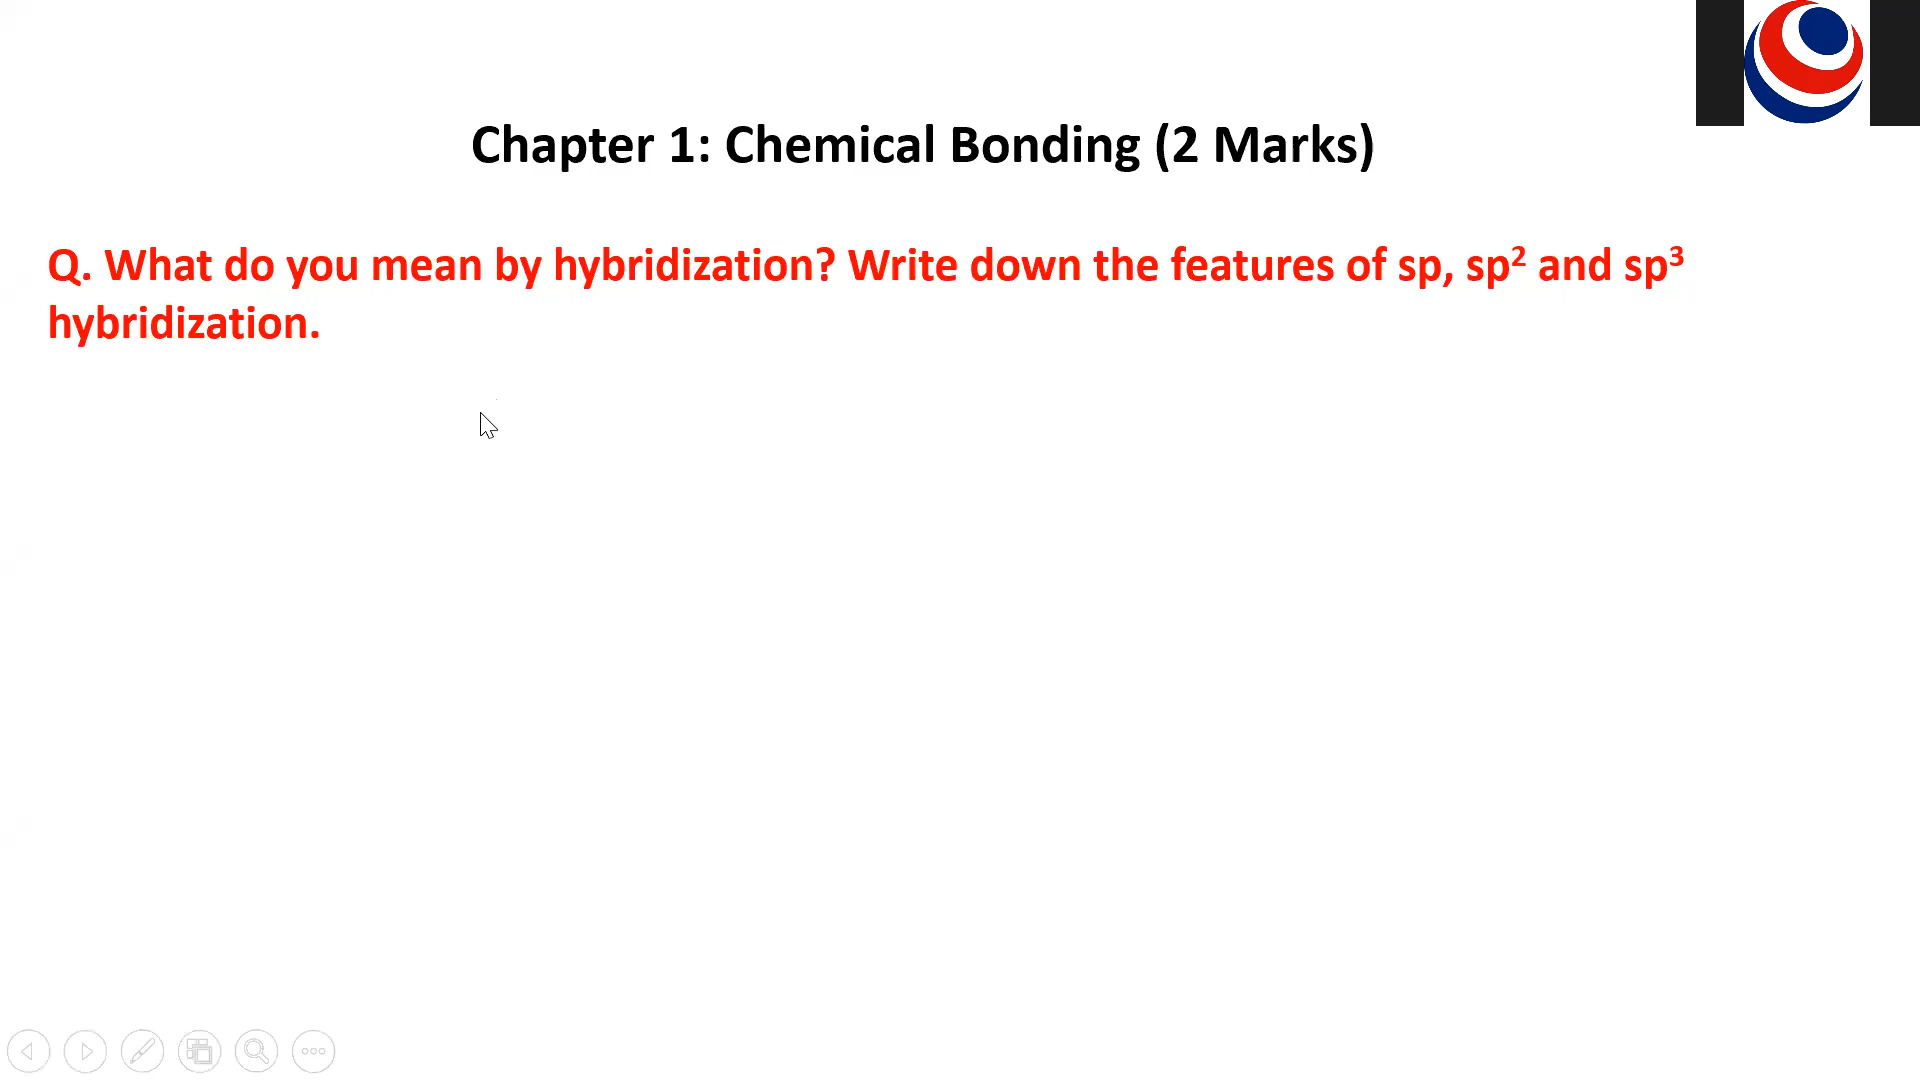 Chapter 1: Chemical Bonding (2 Marks)
Q. What do you mean by hybridization? Write down the features of sp, sp² and sp³
hybridization.